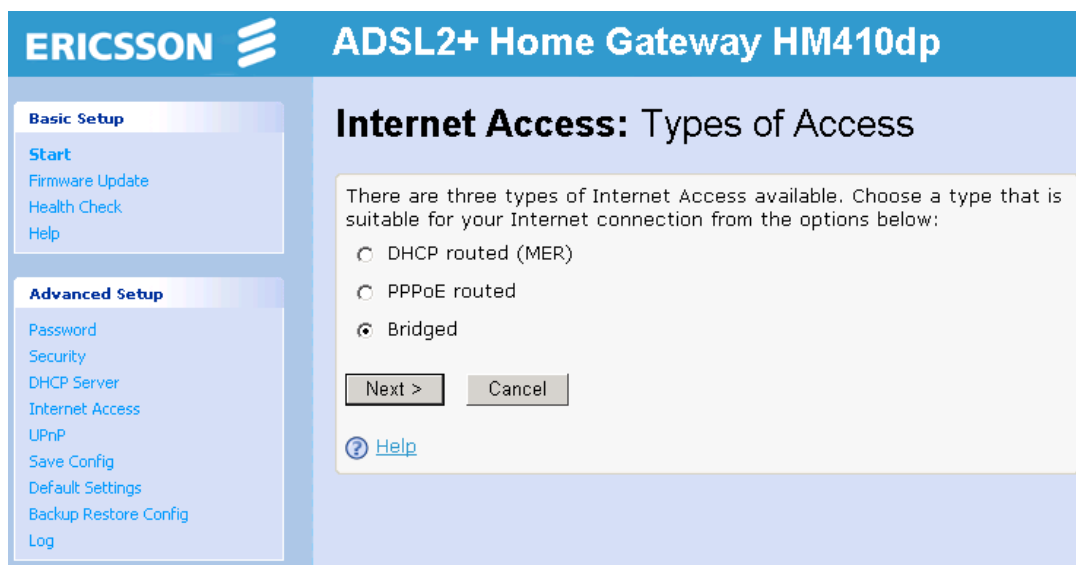 ERICSSON
ADSL2+ Home Gateway HM410dp
Basic Setup
Start
Firmware Update
Health Check
Help
Advanced Setup
Password
Security
DHCP Server
Internet Access
UPnP
Save Config
Default Settings
Backup Restore Config
Log
Internet Access: Types of Access
There are three types of Internet Access available. Choose a type that is
suitable for your Internet connection from the options below:
DHCP routed (MER)
PPPoE routed
Bridged
Next >
Cancel
? Help